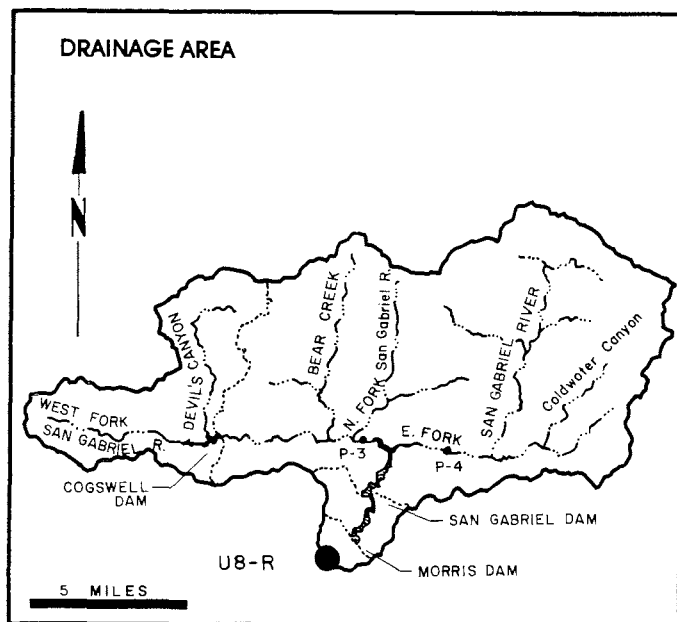 DRAINAGE AREA
N
WEST FORK
SAN GABRIEL R.
DEVIL'S CANYON
BEAR CREEK
N. FORK San Gabriel R.
SAN GABRIEL RIVER
Coldwater Canyon
E. FORK
P-3
P-4
COGSWELL
DAM
SAN GABRIEL DAM
MORRIS DAM
U8-R
5 MILES